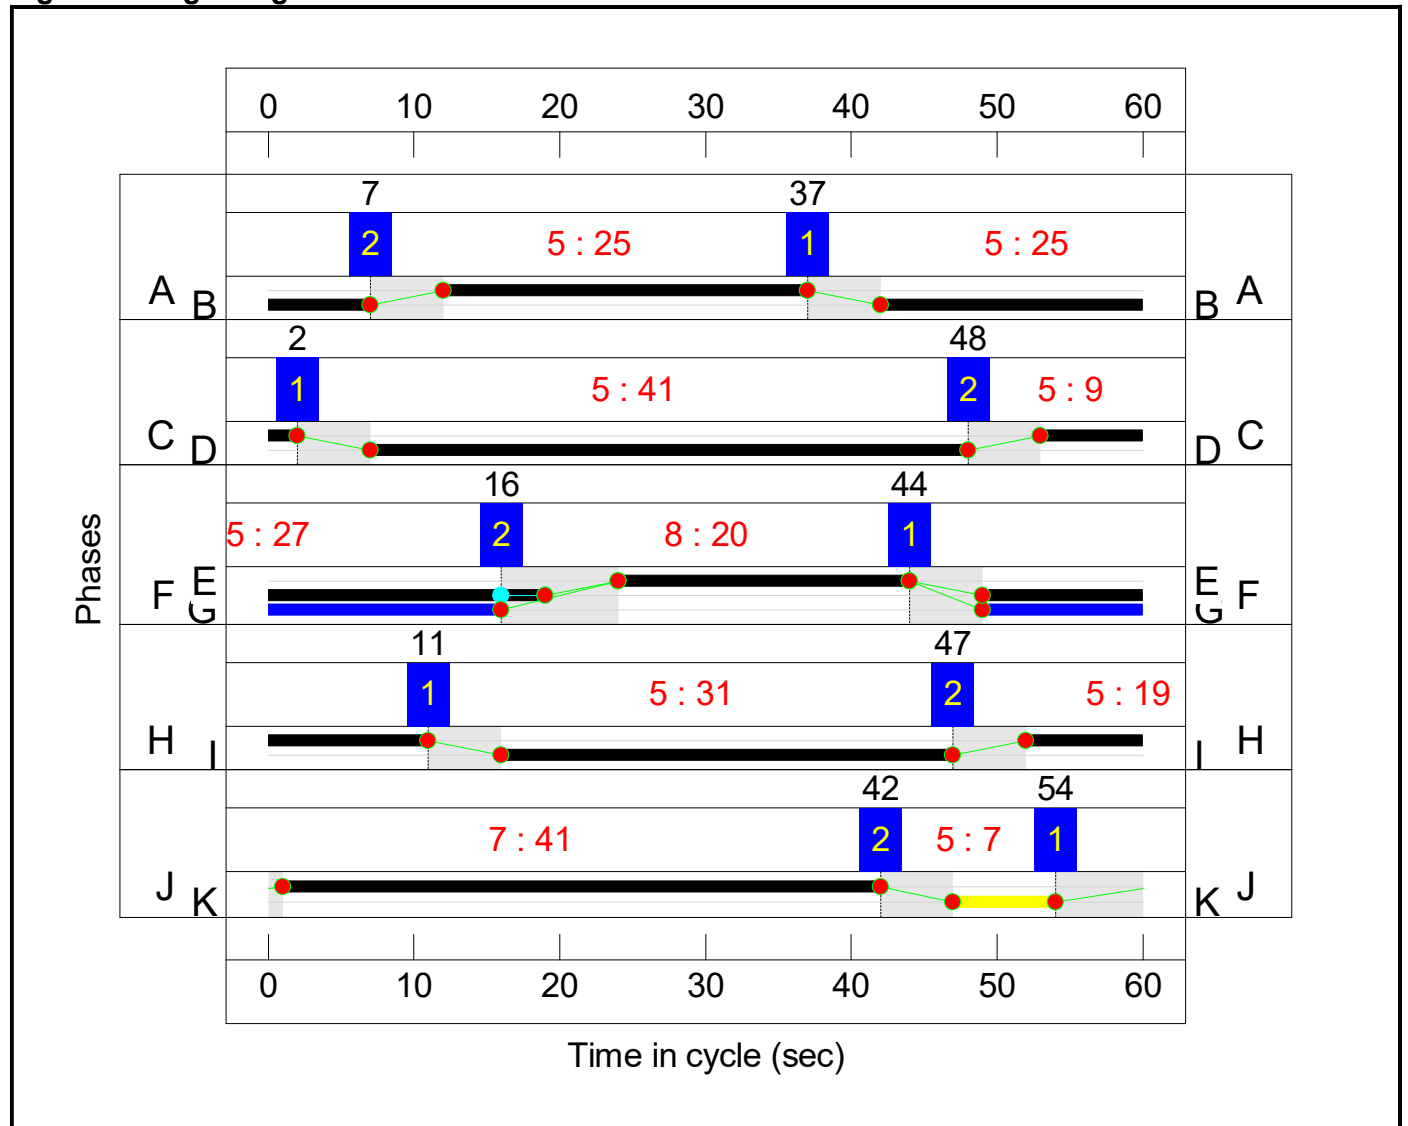 0 10 20 30 40 50 60
7 37
2 5 : 25 1 5 : 25
A B B A
2 48
1 5 : 41 2 5 : 9
C D D C
16 44
5 : 27 2 8 : 20 1
F E G E G F
11 47
1 5 : 31 2 5 : 19
H I I H
42 54
7 : 41 2 5 : 7 1
J K K J
Phases
0 10 20 30 40 50 60
Time in cycle (sec)